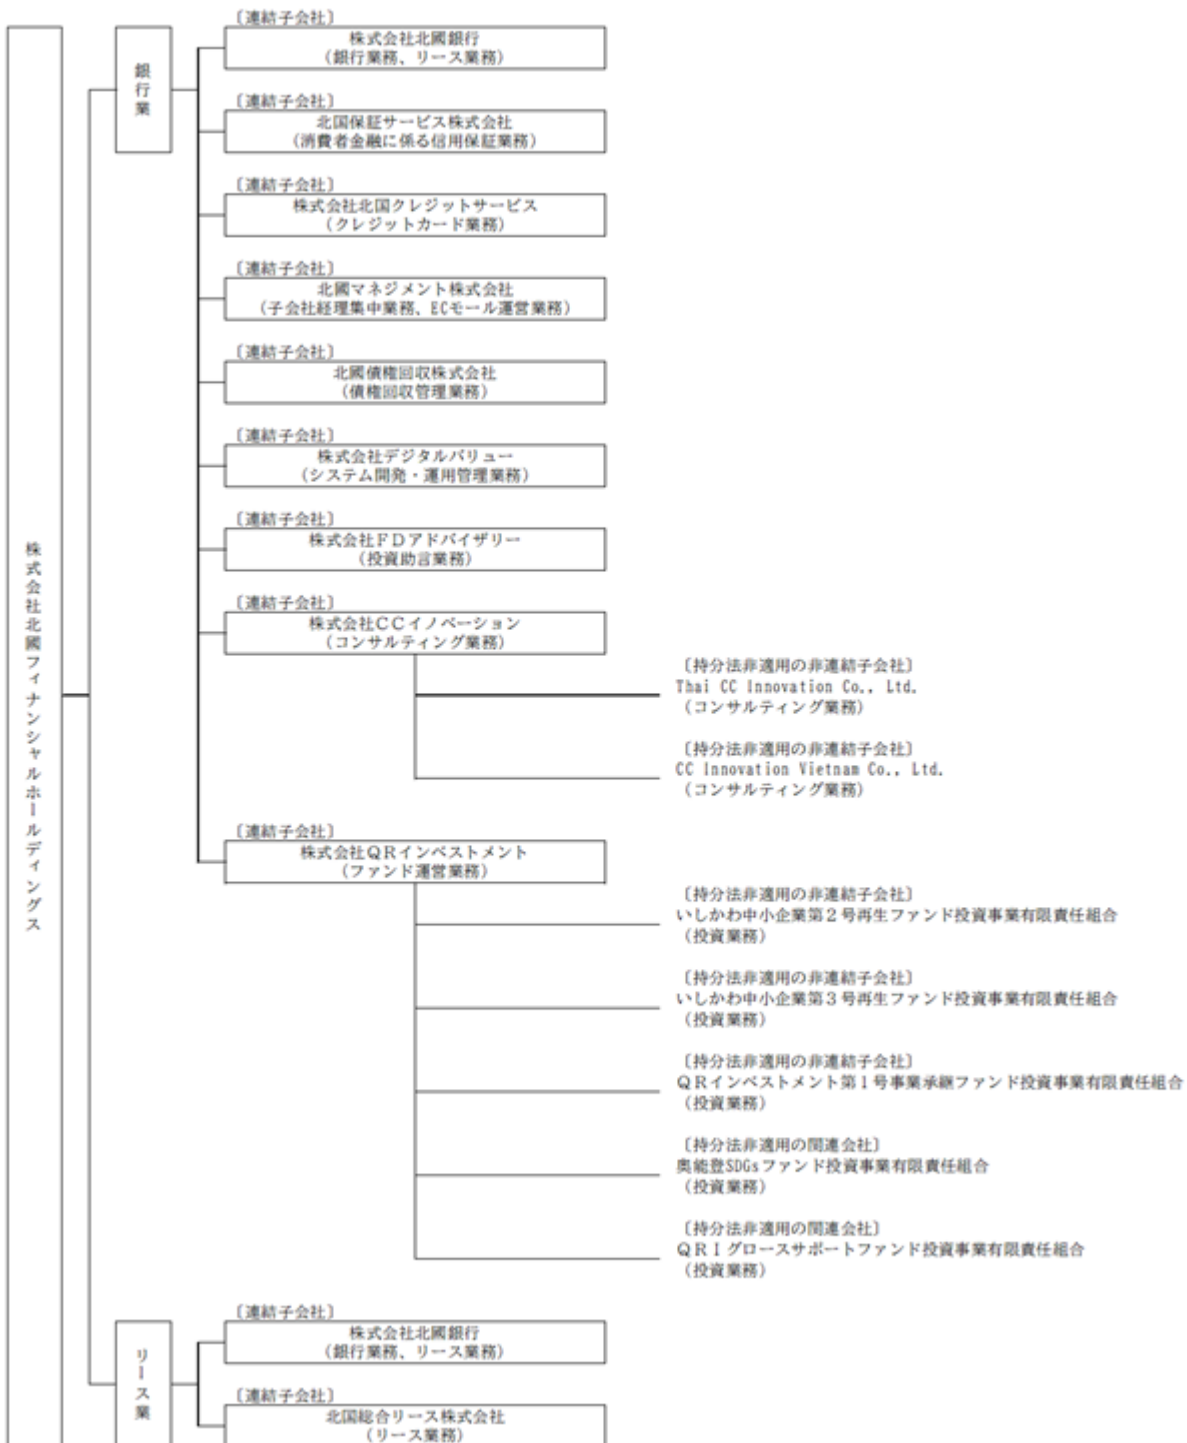 株式会社北國フィナンシャルホールディングス
銀行業
〔連結子会社〕
株式会社北國銀行
(銀行業務、リース業務)
〔連結子会社〕
北国保証サービス株式会社
(消費者金融に係る信用保証業務)
〔連結子会社〕
株式会社北国クレジットサービス
(クレジットカード業務)
〔連結子会社〕
北國マネジメント株式会社
(子会社経理集中業務、ECモール運営業務)
〔連結子会社〕
北國債権回収株式会社
(債権回収管理業務)
〔連結子会社〕
株式会社デジタルバリュー
(システム開発・運用管理業務)
〔連結子会社〕
株式会社FDアドバイザリー
(投資助言業務)
〔連結子会社〕
株式会社CCイノベーション
(コンサルティング業務)
〔持分法非適用の非連結子会社〕
Thai CC Innovation Co., Ltd.
(コンサルティング業務)
〔持分法非適用の非連結子会社〕
CC Innovation Vietnam Co., Ltd.
(コンサルティング業務)
〔連結子会社〕
株式会社QRインベストメント
(ファンド運営業務)
〔持分法非適用の非連結子会社〕
いしかわ中小企業第2号再生ファンド投資事業有限責任組合
(投資業務)
〔持分法非適用の非連結子会社〕
いしかわ中小企業第3号再生ファンド投資事業有限責任組合
(投資業務)
〔持分法非適用の非連結子会社〕
QRインベストメント第1号事業承継ファンド投資事業有限責任組合
(投資業務)
〔持分法非適用の関連会社〕
奥能登SDGsファンド投資事業有限責任組合
(投資業務)
〔持分法非適用の関連会社〕
QRIグロースサポートファンド投資事業有限責任組合
(投資業務)
リース業
〔連結子会社〕
株式会社北國銀行
(銀行業務、リース業務)
〔連結子会社〕
北国総合リース株式会社
(リース業務)